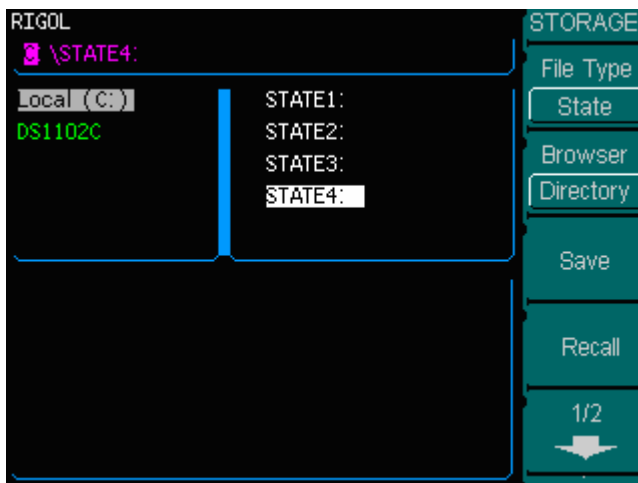 RIGOL
C \STATE4:
Local (C:)
DS1102C
STATE1:
STATE2:
STATE3:
STATE4:
STORAGE
File Type
State
Browser
Directory
Save
Recall
1/2